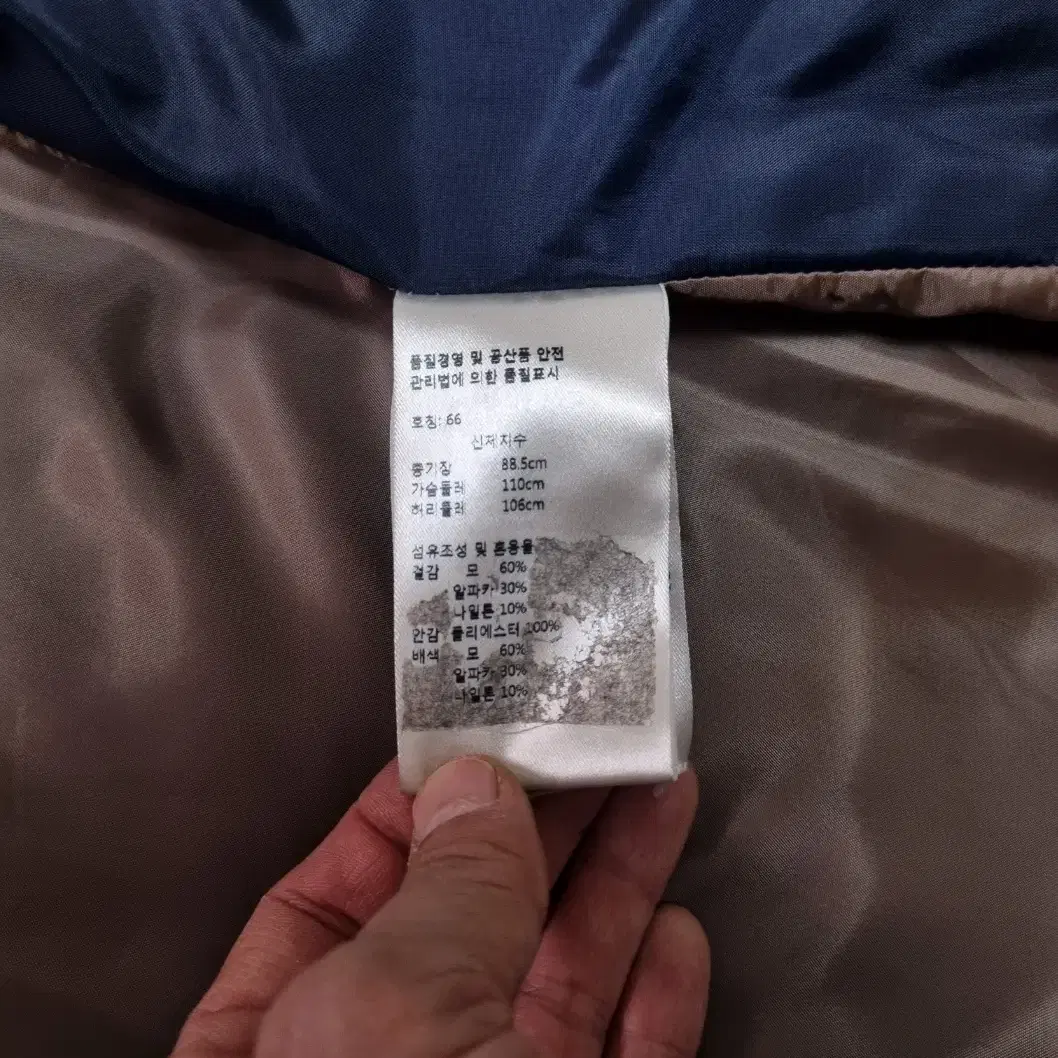 품질경영 및 공산품 안전
관리법에 의한 품질표시
호칭: 66
신제치수
총기장 88.5cm
가슴둘레 110cm
허리둘레 106cm
섬유조성 및 혼용율
겉감 모 60%
알파카 30%
나일론 10%
안감 폴리에스터 100%
배색 모 60%
알파카 30%
나일론 10%